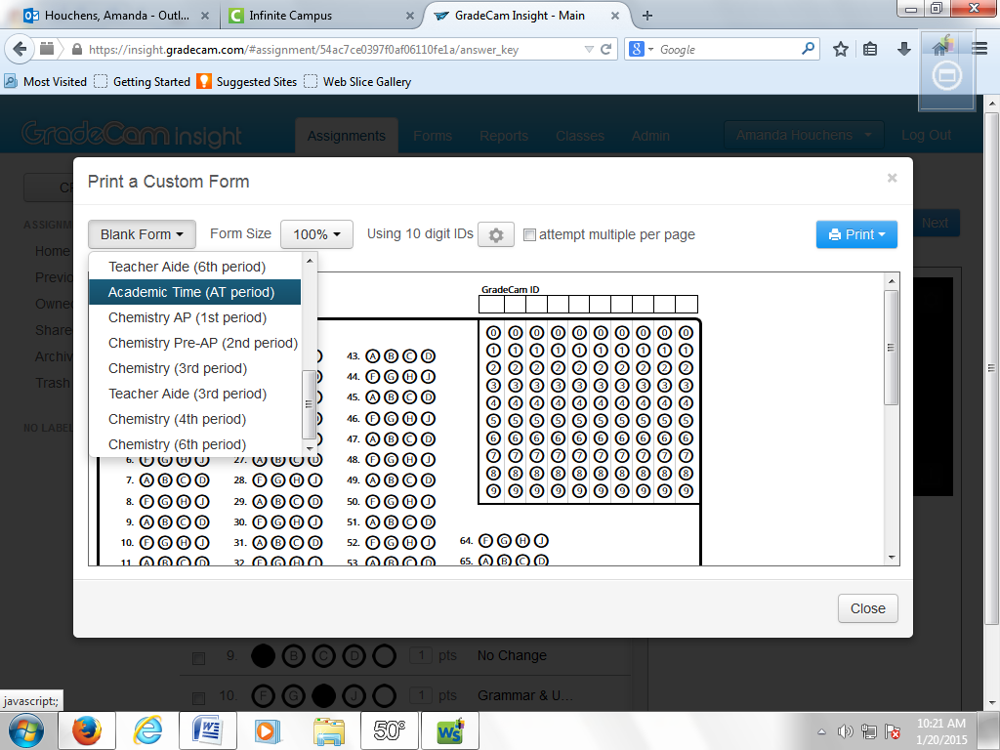 Houchens, Amanda - Outl...
Infinite Campus
GradeCam Insight - Main
https://insight.gradecam.com/#assignment/54ac7ce0397f0af06110fe1a/answer_key
Google
Most Visited Getting Started Suggested Sites Web Slice Gallery
GradeCam insight Assignments Forms Reports Classes Admin Amanda Houchens Log Out
Print a Custom Form ×
Blank Form Form Size 100% Using 10 digit IDs attempt multiple per page Print Next
Home
Owne
Share
Archiv
Trash
NO LABEL
Teacher Aide (6th period)
Academic Time (AT period)
Chemistry AP (1st period)
Chemistry Pre-AP (2nd period)
Chemistry (3rd period)
Teacher Aide (3rd period)
Chemistry (4th period)
Chemistry (6th period)
GradeCam ID
0 0 0 0 0 0 0 0 0 0
1 1 1 1 1 1 1 1 1 1
2 2 2 2 2 2 2 2 2 2
3 3 3 3 3 3 3 3 3 3
4 4 4 4 4 4 4 4 4 4
5 5 5 5 5 5 5 5 5 5
6 6 6 6 6 6 6 6 6 6
7 7 7 7 7 7 7 7 7 7
8 8 8 8 8 8 8 8 8 8
9 9 9 9 9 9 9 9 9 9
43. A B C D
44. F G H J
45. A B C D
46. F G H J
47. A B C D
6. F G H J 27. A B C D 48. F G H J
7. A B C D 28. F G H J 49. A B C D
8. F G H J 29. A B C D 50. F G H J
9. A B C D 30. F G H J 51. A B C D
10. F G H J 31. A B C D 52. F G H J
11. A B C D 32. F G H J 53. A B C D
64. F G H J
65. A B C D
Close
9. B C D 1 pts No Change
10. F G J 1 pts Grammar & U...
javascript:;
50°
10:21 AM
1/20/2015